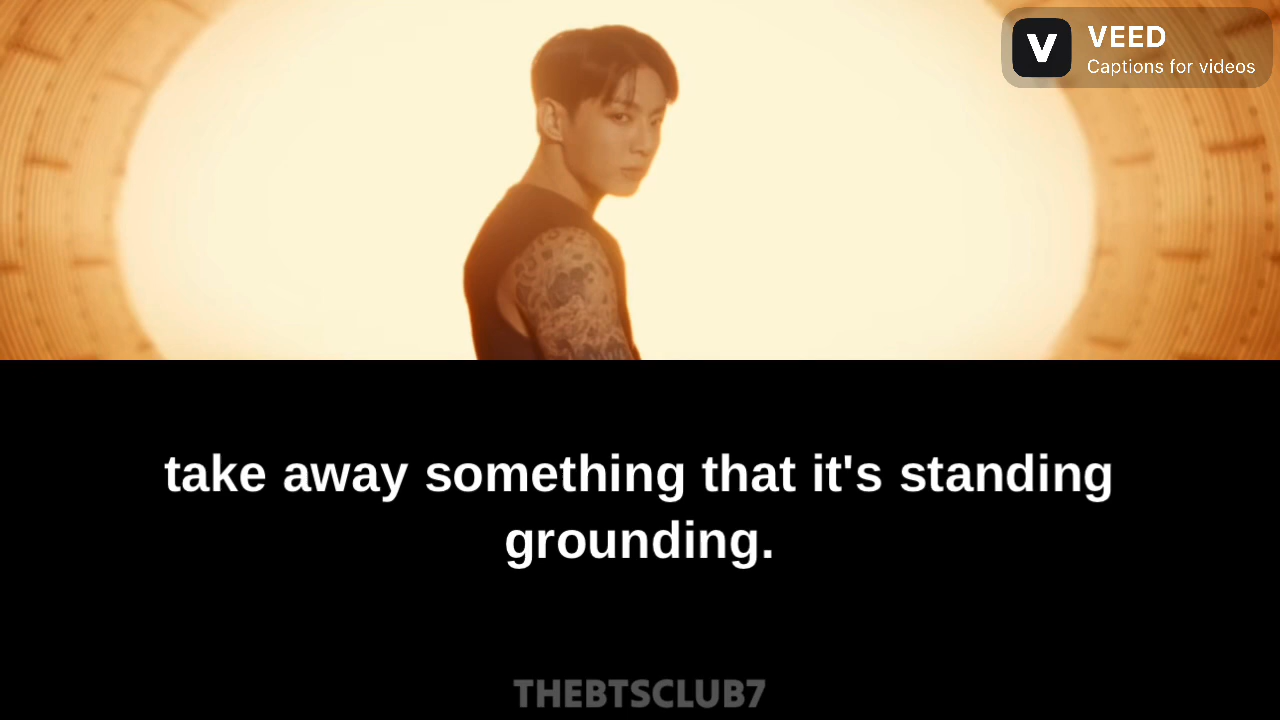 VEED
Captions for videos
take away something that it's standing
grounding.
THEBTSCLUB7